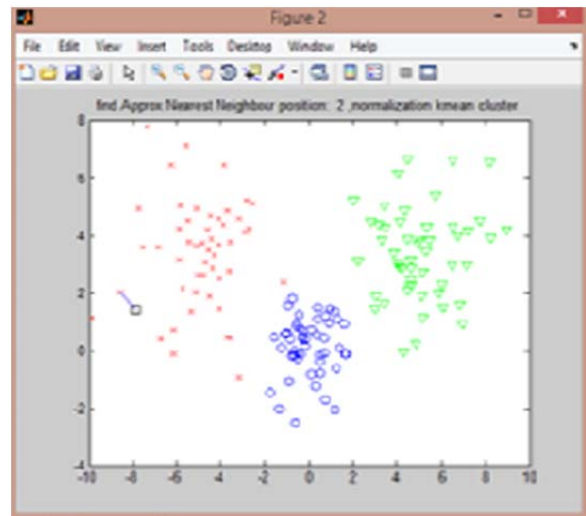 Figure 2
File Edit View Insert Tools Desktop Window Help
find Approx Nearest Neighbour position: 2 ,normalization kmean cluster
8
6
4
2
0
-2
-4
-10 -8 -6 -4 -2 0 2 4 6 8 10